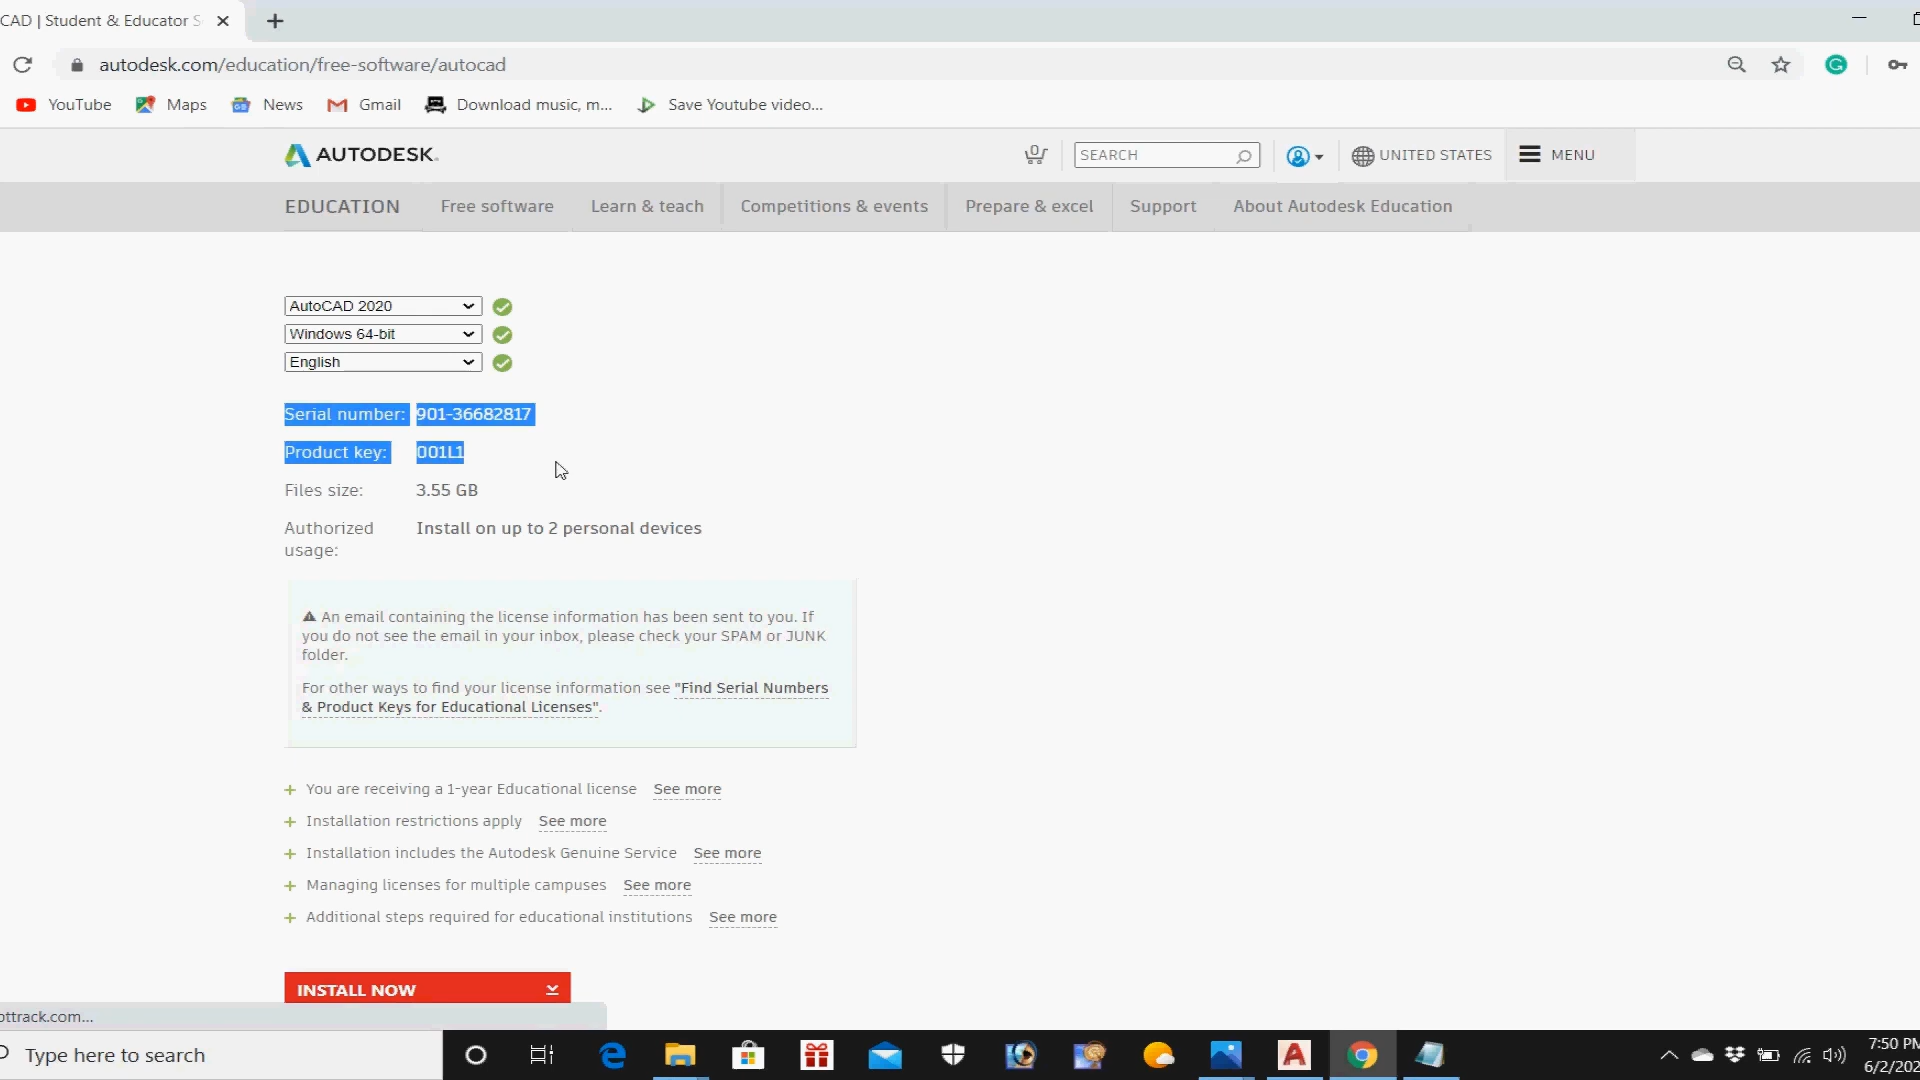 CAD | Student & Educator S
autodesk.com/education/free-software/autocad
YouTube Maps News Gmail Download music, m... Save Youtube video...
AUTODESK. 0 SEARCH UNITED STATES MENU
EDUCATION Free software Learn & teach Competitions & events Prepare & excel Support About Autodesk Education
AutoCAD 2020
Windows 64-bit
English
Serial number: 901-36682817
Product key: 001L1
Files size: 3.55 GB
Authorized usage: Install on up to 2 personal devices
An email containing the license information has been sent to you. If
you do not see the email in your inbox, please check your SPAM or JUNK
folder.
For other ways to find your license information see "Find Serial Numbers
& Product Keys for Educational Licenses".
+ You are receiving a 1-year Educational license See more
+ Installation restrictions apply See more
+ Installation includes the Autodesk Genuine Service See more
+ Managing licenses for multiple campuses See more
+ Additional steps required for educational institutions See more
INSTALL NOW
ottrack.com...
Type here to search
7:50 PM
6/2/202